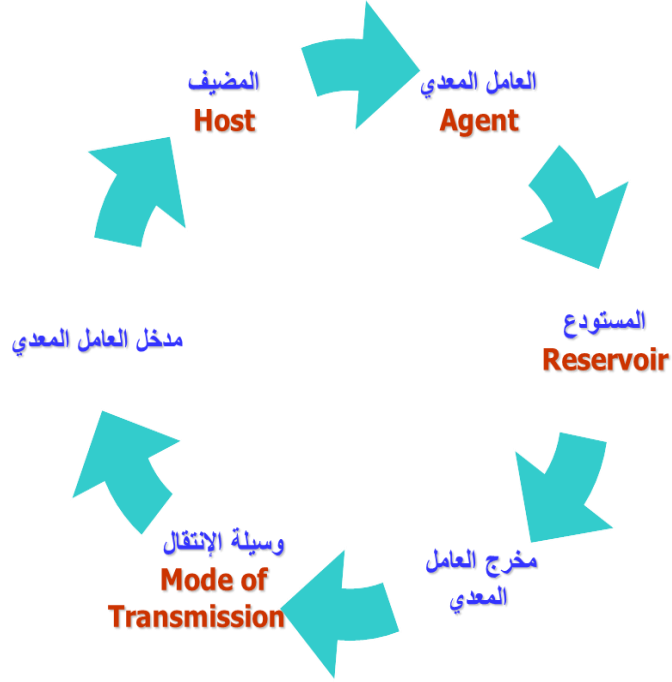 المضيف
Host
العامل المعدي
Agent
المستودع
Reservoir
مخرج العامل
المعدي
وسيلة الإنتقال
Mode of
Transmission
مدخل العامل المعدي